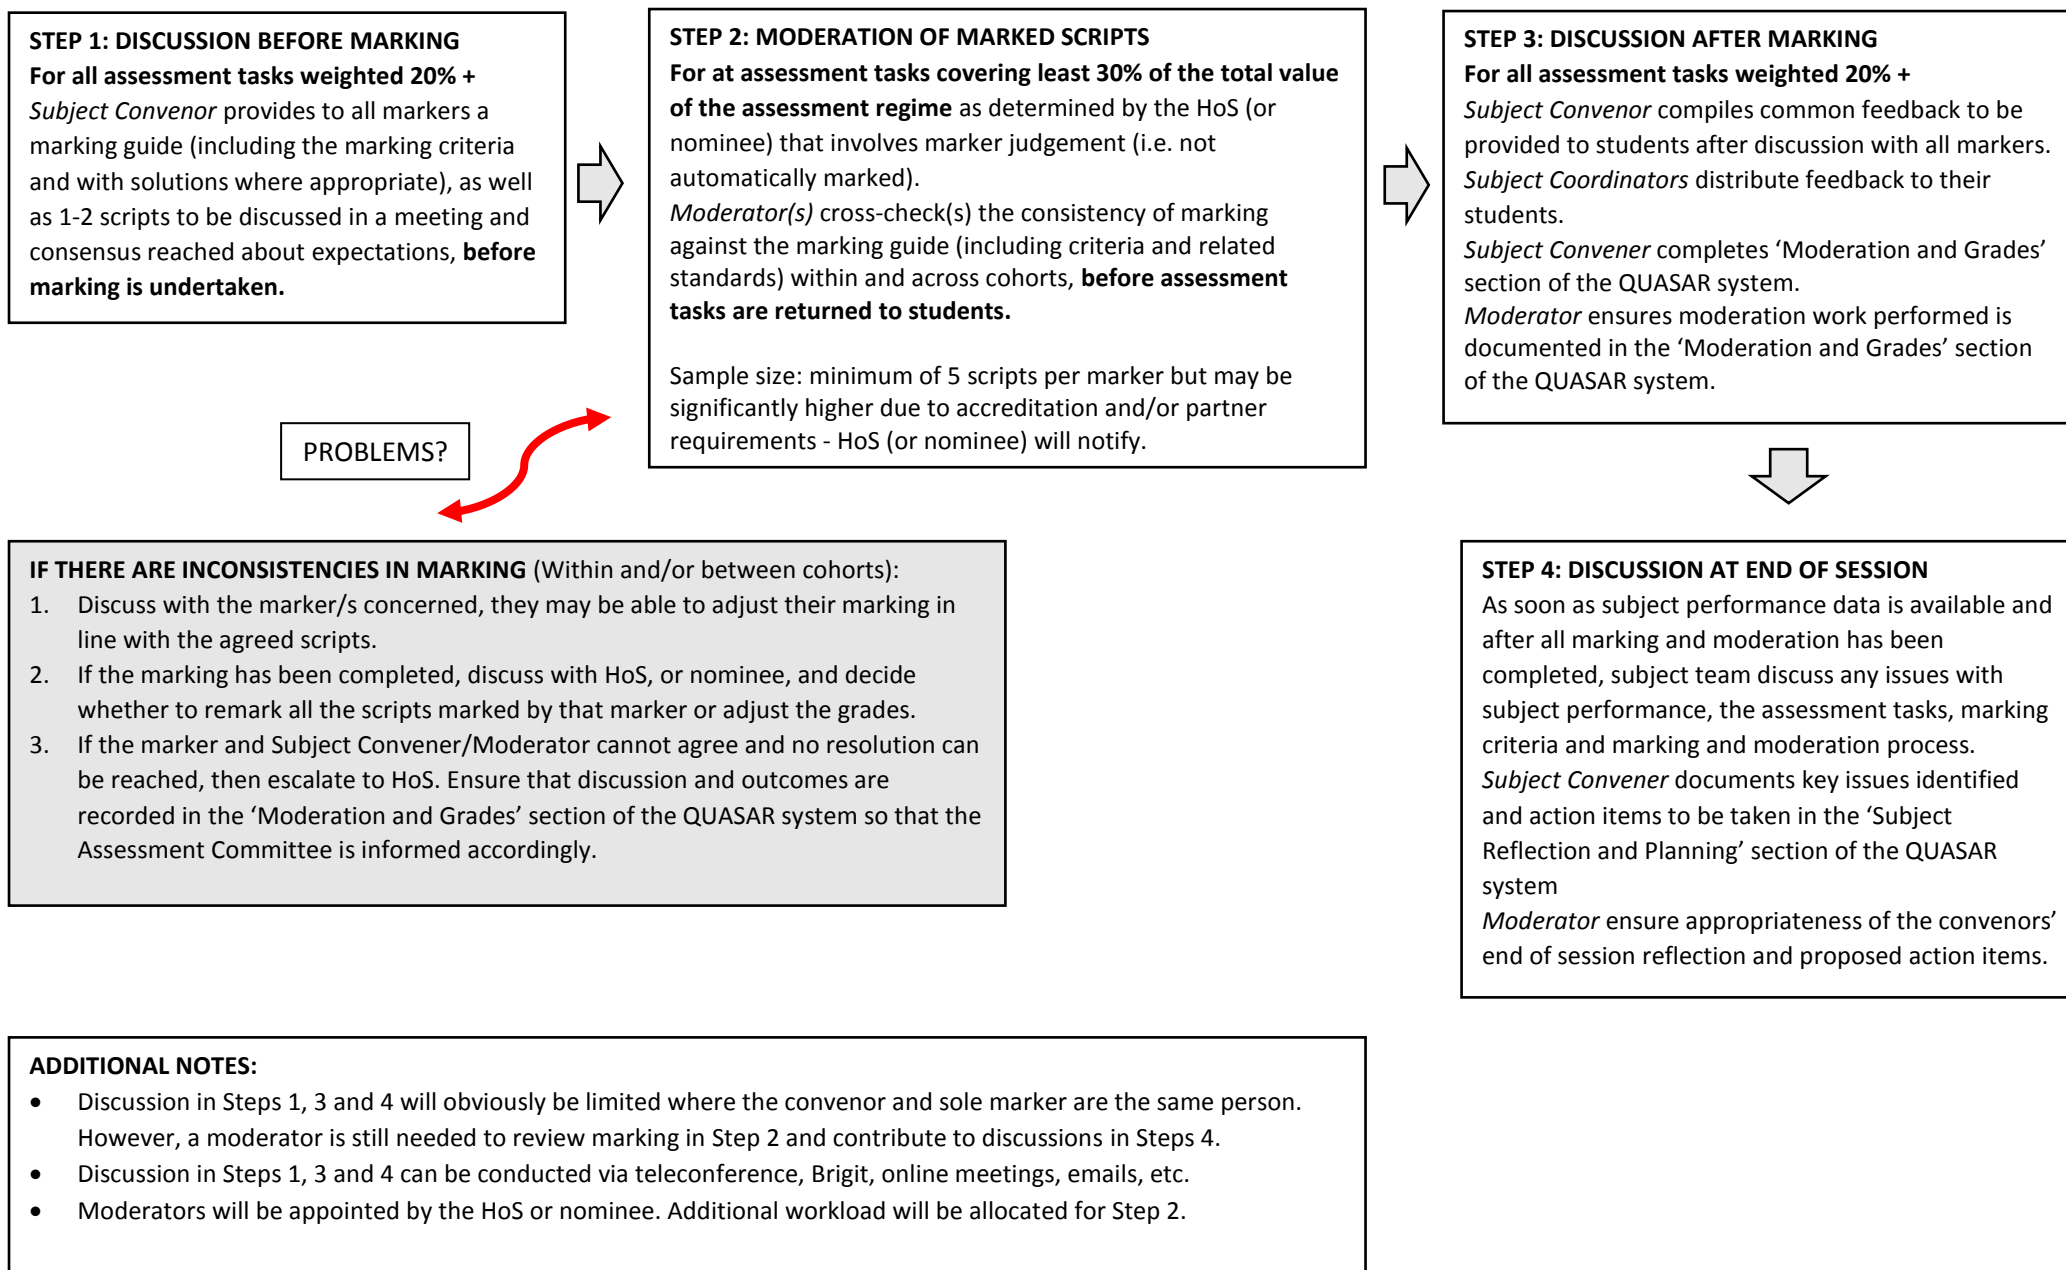 STEP 1: DISCUSSION BEFORE MARKING
For all assessment tasks weighted 20% +
Subject Convenor provides to all markers a
marking guide (including the marking criteria
and with solutions where appropriate), as well
as 1-2 scripts to be discussed in a meeting and
consensus reached about expectations, before
marking is undertaken.
STEP 2: MODERATION OF MARKED SCRIPTS
For at assessment tasks covering least 30% of the total value
of the assessment regime as determined by the HoS (or
nominee) that involves marker judgement (i.e. not
automatically marked).
Moderator(s) cross-check(s) the consistency of marking
against the marking guide (including criteria and related
standards) within and across cohorts, before assessment
tasks are returned to students.
Sample size: minimum of 5 scripts per marker but may be
significantly higher due to accreditation and/or partner
requirements - HoS (or nominee) will notify.
STEP 3: DISCUSSION AFTER MARKING
For all assessment tasks weighted 20% +
Subject Convenor compiles common feedback to be
provided to students after discussion with all markers.
Subject Coordinators distribute feedback to their
students.
Subject Convener completes ‘Moderation and Grades’
section of the QUASAR system.
Moderator ensures moderation work performed is
documented in the ‘Moderation and Grades’ section
of the QUASAR system.
PROBLEMS?
IF THERE ARE INCONSISTENCIES IN MARKING (Within and/or between cohorts):
1. Discuss with the marker/s concerned, they may be able to adjust their marking in
line with the agreed scripts.
2. If the marking has been completed, discuss with HoS, or nominee, and decide
whether to remark all the scripts marked by that marker or adjust the grades.
3. If the marker and Subject Convener/Moderator cannot agree and no resolution can
be reached, then escalate to HoS. Ensure that discussion and outcomes are
recorded in the ‘Moderation and Grades’ section of the QUASAR system so that the
Assessment Committee is informed accordingly.
STEP 4: DISCUSSION AT END OF SESSION
As soon as subject performance data is available and
after all marking and moderation has been
completed, subject team discuss any issues with
subject performance, the assessment tasks, marking
criteria and marking and moderation process.
Subject Convener documents key issues identified
and action items to be taken in the ‘Subject
Reflection and Planning’ section of the QUASAR
system
Moderator ensure appropriateness of the convenors’
end of session reflection and proposed action items.
ADDITIONAL NOTES:
• Discussion in Steps 1, 3 and 4 will obviously be limited where the convenor and sole marker are the same person.
However, a moderator is still needed to review marking in Step 2 and contribute to discussions in Steps 4.
• Discussion in Steps 1, 3 and 4 can be conducted via teleconference, Brigit, online meetings, emails, etc.
• Moderators will be appointed by the HoS or nominee. Additional workload will be allocated for Step 2.